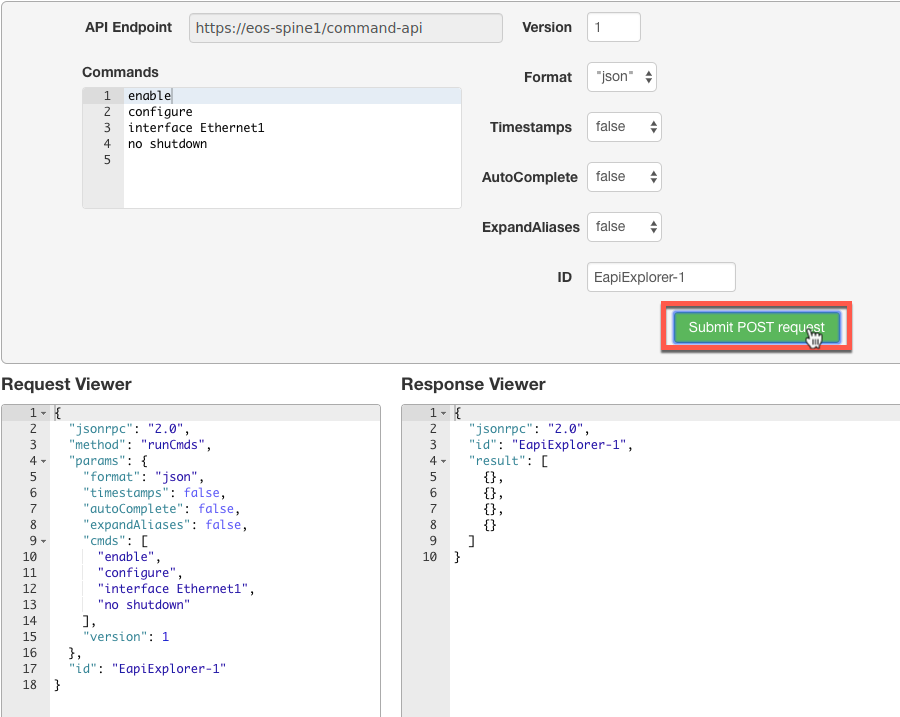 API Endpoint https://eos-spine1/command-api Version 1
Commands
Format "json"
1 enable
2 configure
3 interface Ethernet1
4 no shutdown
5
Timestamps false
AutoComplete false
ExpandAliases false
ID EapiExplorer-1
Submit POST request
Request Viewer
1 {
2 "jsonrpc": "2.0",
3 "method": "runCmds",
4 "params": {
5 "format": "json",
6 "timestamps": false,
7 "autoComplete": false,
8 "expandAliases": false,
9 "cmds": [
10 "enable",
11 "configure",
12 "interface Ethernet1",
13 "no shutdown"
14 ],
15 "version": 1
16 },
17 "id": "EapiExplorer-1"
18 }
Response Viewer
1 {
2 "jsonrpc": "2.0",
3 "id": "EapiExplorer-1",
4 "result": [
5 {},
6 {},
7 {},
8 {}
9 ]
10 }